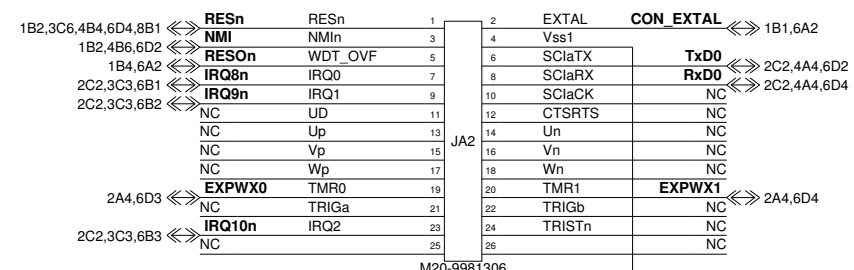 1B2,3C6,4B4,6D4,8B1 RESn RESn 1 2 EXTAL CON_EXTAL 1B1,6A2
1B2,4B6,6D2 NMI NMIn 3 4 Vss1
1B4,6A2 RESOn WDT_OVF 5 6 SCIaTX TxD0 2C2,4A4,6D2
2C2,3C3,6B1 IRQ8n IRQ0 7 8 SCIaRX RxD0 2C2,4A4,6D4
2C2,3C3,6B2 IRQ9n IRQ1 9 10 SCIaCK NC
NC UD 11 12 CTSRTS NC
NC Up 13 JA2 14 Un NC
NC Vp 15 16 Vn NC
NC Wp 17 18 Wn NC
2A4,6D3 EXPWX0 TMR0 19 20 TMR1 EXPWX1 2A4,6D4
NC TRIGa 21 22 TRIGb NC
2C2,3C3,6B3 IRQ10n IRQ2 23 24 TRISTn NC
NC 25 26 NC
M20-9981306